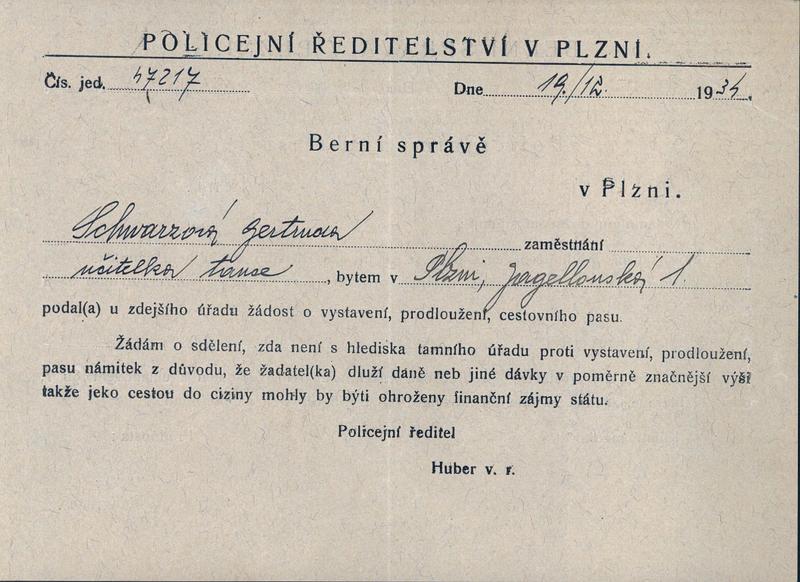 POLICEJNÍ ŘEDITELSTVÍ V PLZNI.
Čís. jed. 47217 Dne 19./12. 1934.
Berní správě
v Plzni.
Schwarzová Gertruda zaměstnání
učitelka tance, bytem v Plzni, Jagellonská 1.
podal(a) u zdejšího úřadu žádost o vystavení, prodloužení, cestovního pasu.
Žádám o sdělení, zda není s hlediska tamního úřadu proti vystavení, prodloužení,
pasu námitek z důvodu, že žadatel(ka) dluží daně neb jiné dávky v poměrně značnější výši
takže jeko cestou do ciziny mohly by býti ohroženy finanční zájmy státu.
Policejní ředitel
Huber v. r.